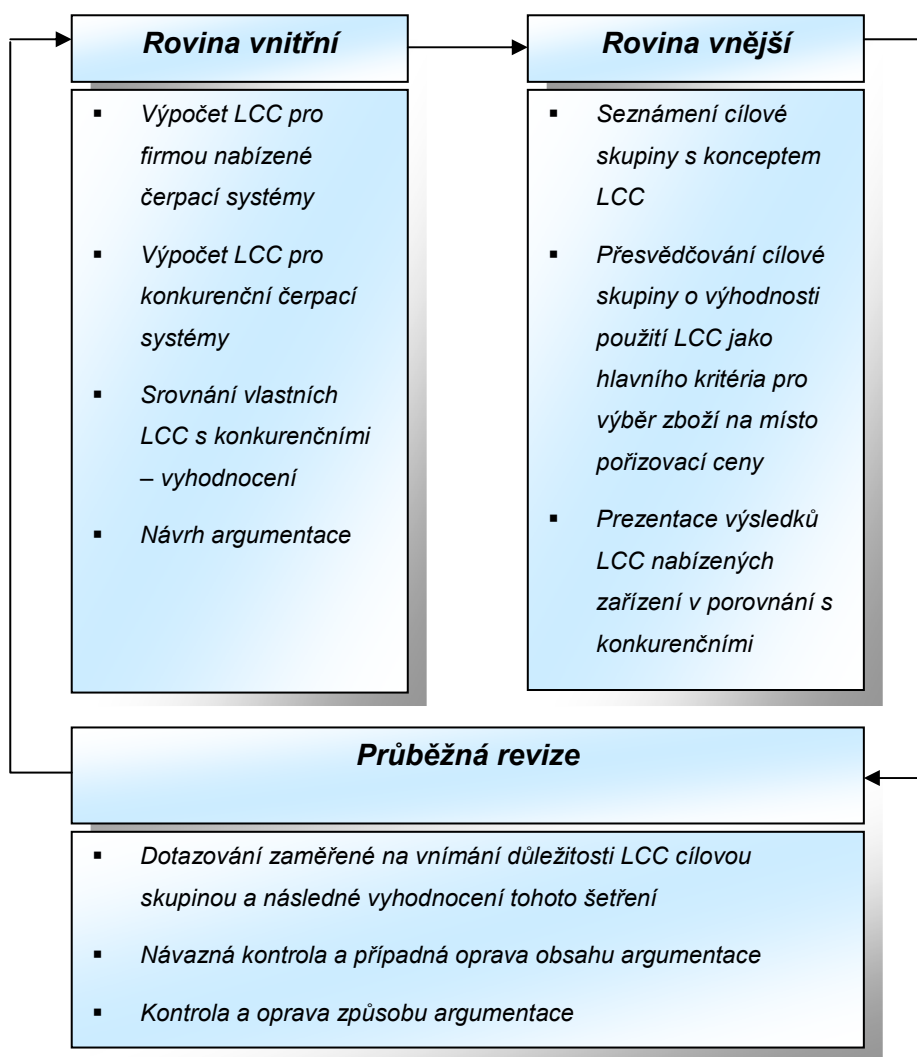 Rovina vnitřní
▪ Výpočet LCC pro
firmou nabízené
čerpací systémy
▪ Výpočet LCC pro
konkurenční čerpací
systémy
▪ Srovnání vlastních
LCC s konkurenčními
– vyhodnocení
▪ Návrh argumentace
Rovina vnější
▪ Seznámení cílové
skupiny s konceptem
LCC
▪ Přesvědčování cílové
skupiny o výhodnosti
použití LCC jako
hlavního kritéria pro
výběr zboží na místo
pořizovací ceny
▪ Prezentace výsledků
LCC nabízených
zařízení v porovnání s
konkurenčními
Průběžná revize
▪ Dotazování zaměřené na vnímání důležitosti LCC cílovou
skupinou a následné vyhodnocení tohoto šetření
▪ Návazná kontrola a případná oprava obsahu argumentace
▪ Kontrola a oprava způsobu argumentace